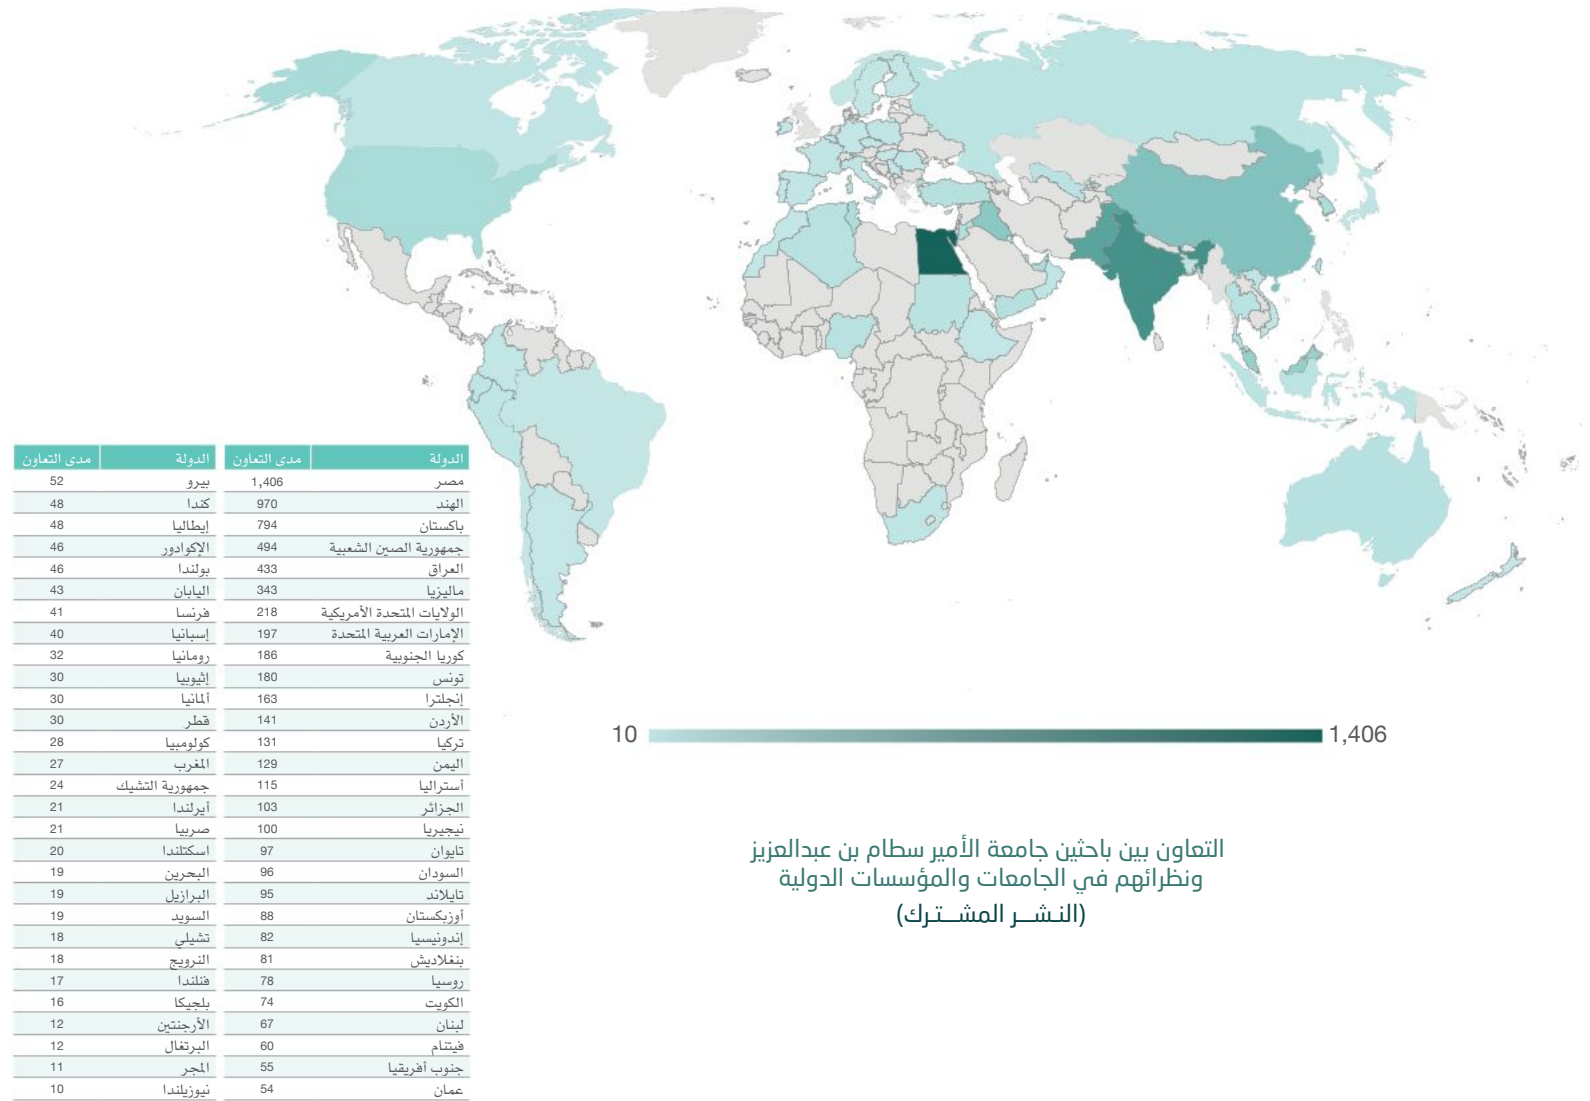 الدولة مدى التعاون الدولة مدى التعاون
مصر 1,406 بيرو 52
الهند 970 كندا 48
باكستان 794 إيطاليا 48
جمهورية الصين الشعبية 494 الإكوادور 46
العراق 433 بولندا 46
ماليزيا 343 اليابان 43
الولايات المتحدة الأمريكية 218 فرنسا 41
الإمارات العربية المتحدة 197 إسبانيا 40
كوريا الجنوبية 186 رومانيا 32
تونس 180 إثيوبيا 30
إنجلترا 163 ألمانيا 30
الأردن 141 قطر 30
تركيا 131 كولومبيا 28
اليمن 129 المغرب 27
أستراليا 115 جمهورية التشيك 24
الجزائر 103 أيرلندا 21
نيجيريا 100 صربيا 21
تايوان 97 اسكتلندا 20
السودان 96 البحرين 19
تايلاند 95 البرازيل 19
أوزبكستان 88 السويد 19
إندونيسيا 82 تشيلي 18
بنغلاديش 81 النرويج 18
روسيا 78 فنلندا 17
الكويت 74 بلجيكا 16
لبنان 67 الأرجنتين 12
فيتنام 60 البرتغال 12
جنوب أفريقيا 55 المجر 11
عمان 54 نيوزيلندا 10
10 1,406
التعاون بين باحثين جامعة الأمير سطام بن عبدالعزيز
ونظرائهم في الجامعات والمؤسسات الدولية
(النشـــر المشـــترك)